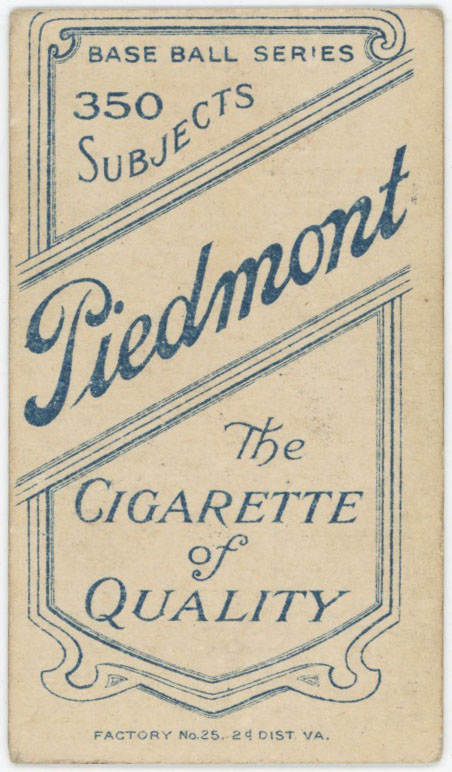 BASE BALL SERIES
350
SUBJECTS
Piedmont
The
CIGARETTE
of
QUALITY
FACTORY No. 25. 2d DIST. VA.